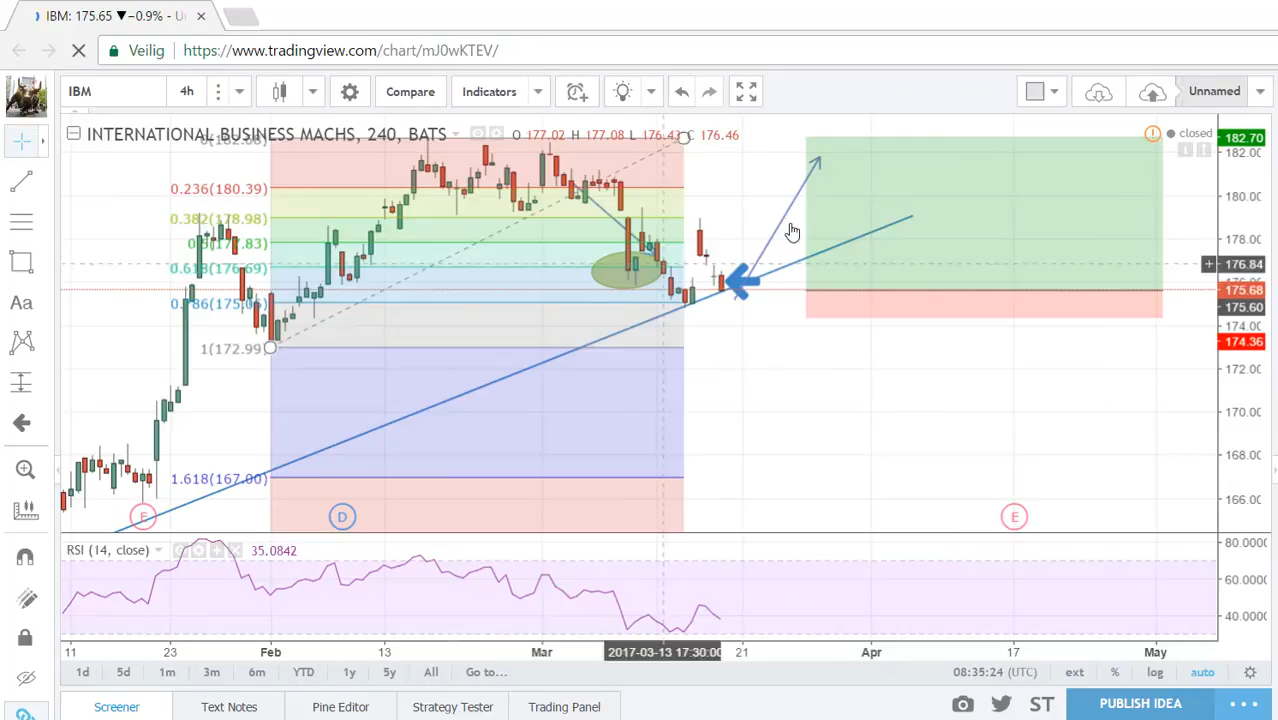 IBM: 175.65 ▼−0.9% - U
Veilig https://www.tradingview.com/chart/mJ0wKTEV/
IBM 4h Compare Indicators Unnamed
INTERNATIONAL BUSINESS MACHS, 240, BATS O 177.02 H 177.08 L 176.43 C 176.46
closed
182.70
182.00
0.236(180.39)
180.00
0.382(178.98)
178.00
0.618(176.69)
176.84
175.68
175.60
174.00
174.36
1(172.99)
172.00
170.00
168.00
1.618(167.00)
166.00
E D E
RSI (14, close) 35.0842
80.0000
60.0000
40.0000
11 23 Feb 13 Mar 2017-03-13 17:30:00 21 Apr 17 May
1d 5d 1m 3m 6m YTD 1y 5y All Go to... 08:35:24 (UTC) ext % log auto
Screener Text Notes Pine Editor Strategy Tester Trading Panel ST PUBLISH IDEA
Aa